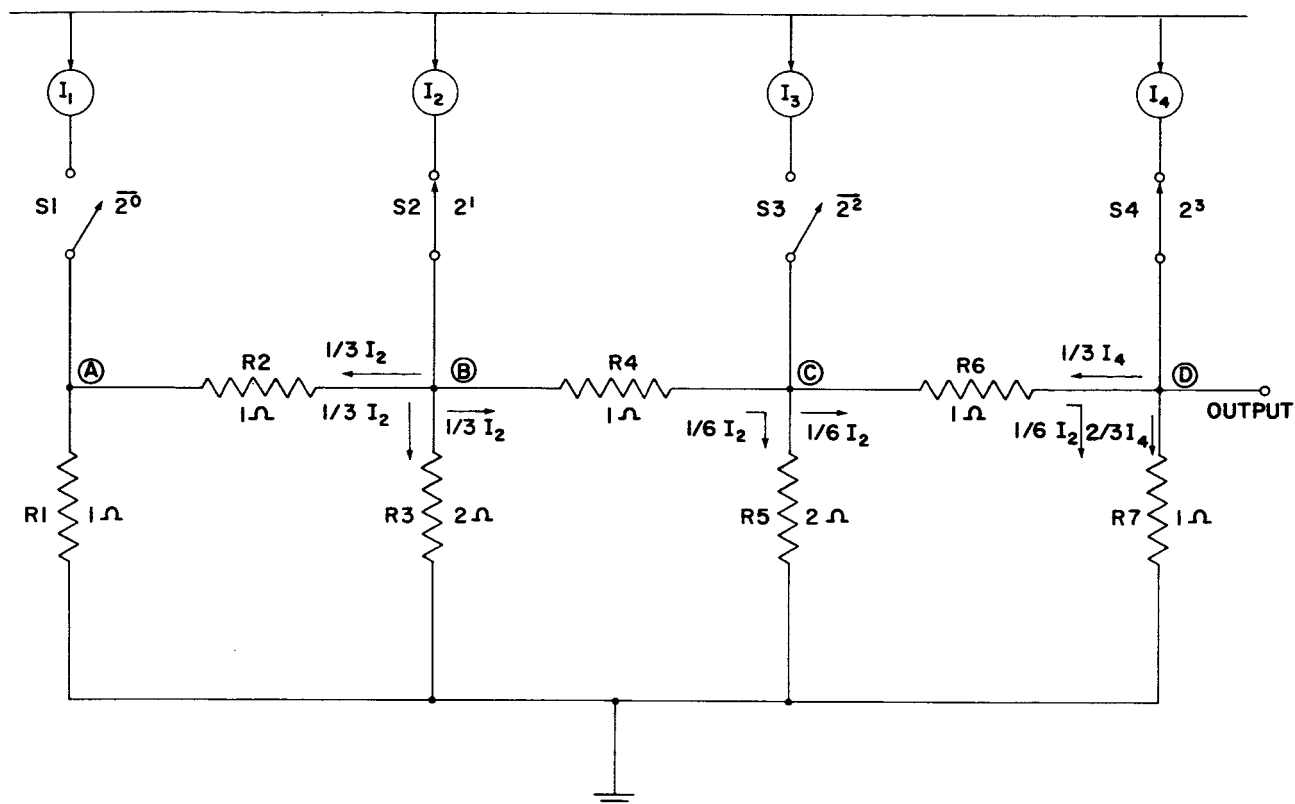 I₁ I₂ I₃ I₄
S1 2̅⁰̅ S2 2¹ S3 2̅²̅ S4 2³
1/3 I₂ 1/3 I₄
A R2 B R4 C R6 D
1Ω 1/3 I₂ 1/3 I₂ 1Ω 1/6 I₂ 1/6 I₂ 1Ω 1/6 I₂ 2/3 I₄ OUTPUT
R1 1Ω R3 2Ω R5 2Ω R7 1Ω